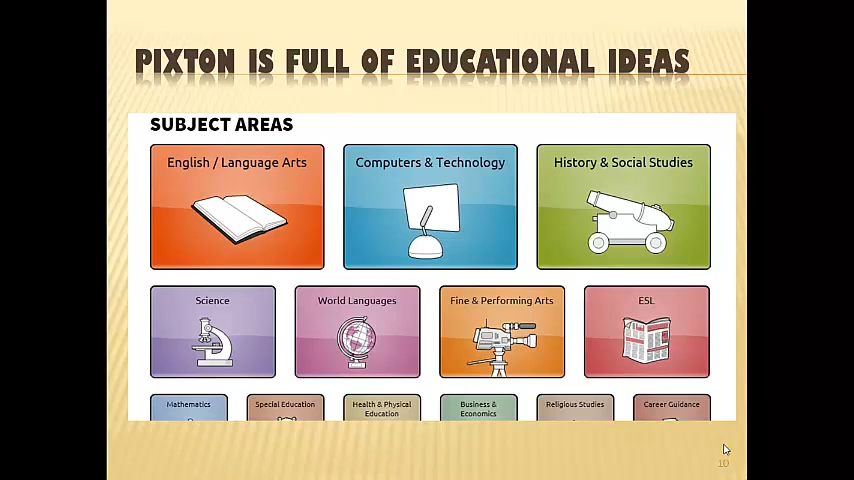 PIXTON IS FULL OF EDUCATIONAL IDEAS
SUBJECT AREAS
English / Language Arts
Computers & Technology
History & Social Studies
Science
World Languages
Fine & Performing Arts
ESL
Mathematics
Special Education
Health & Physical
Education
Business &
Economics
Religious Studies
Career Guidance
10